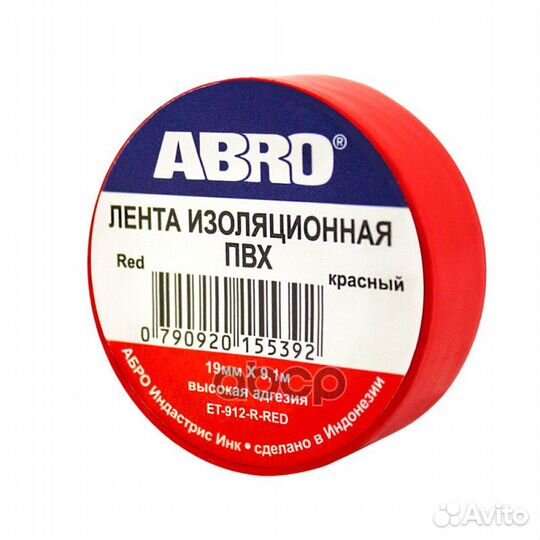 ABRO®
ЛЕНТА ИЗОЛЯЦИОННАЯ
ПВХ
Red
красный
0 790920 155392
19мм X 9,1м
высокая адгезия
ET-912-R-RED
АБРО Индастрис Инк • сделано в Индонезии
abcp
Avito